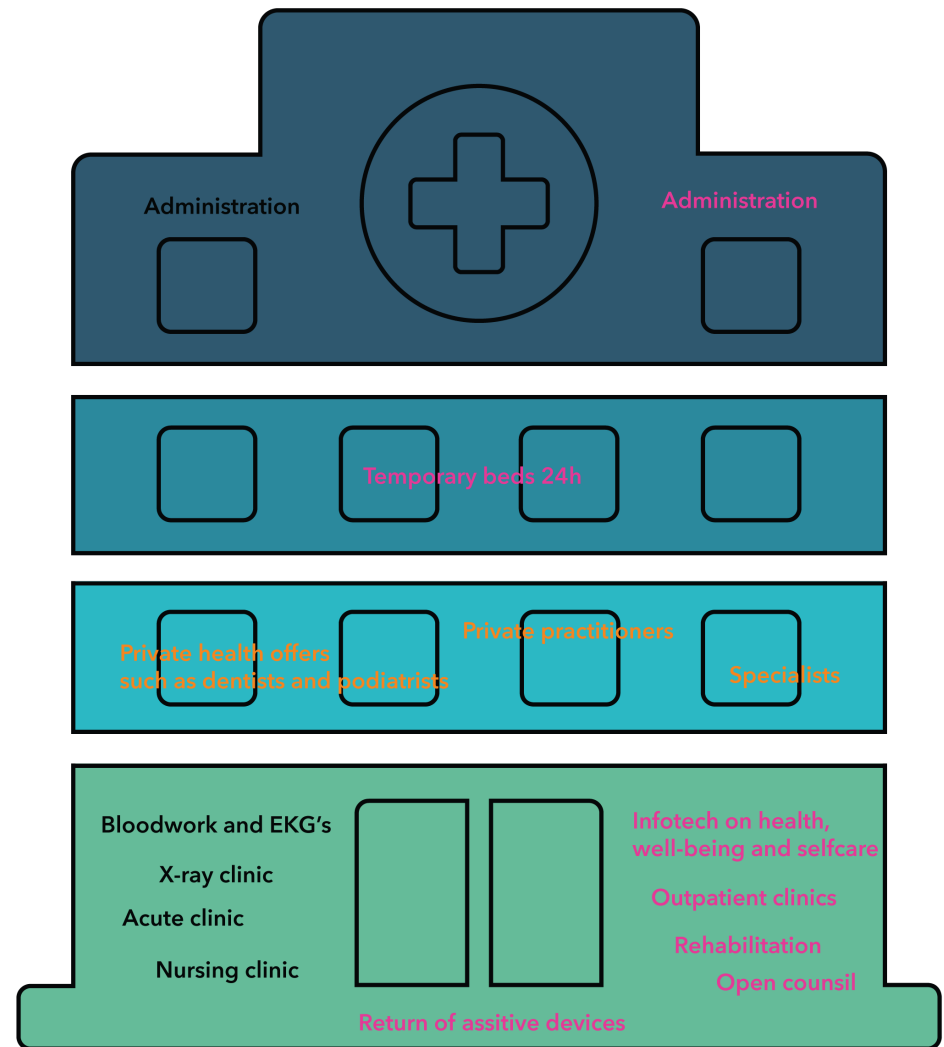 Administration
Administration
Temporary beds 24h
Private health offers
such as dentists and podiatrists
Private practitioners
Specialists
Bloodwork and EKG’s
X-ray clinic
Acute clinic
Nursing clinic
Infotech on health,
well-being and selfcare
Outpatient clinics
Rehabilitation
Open counsil
Return of assitive devices